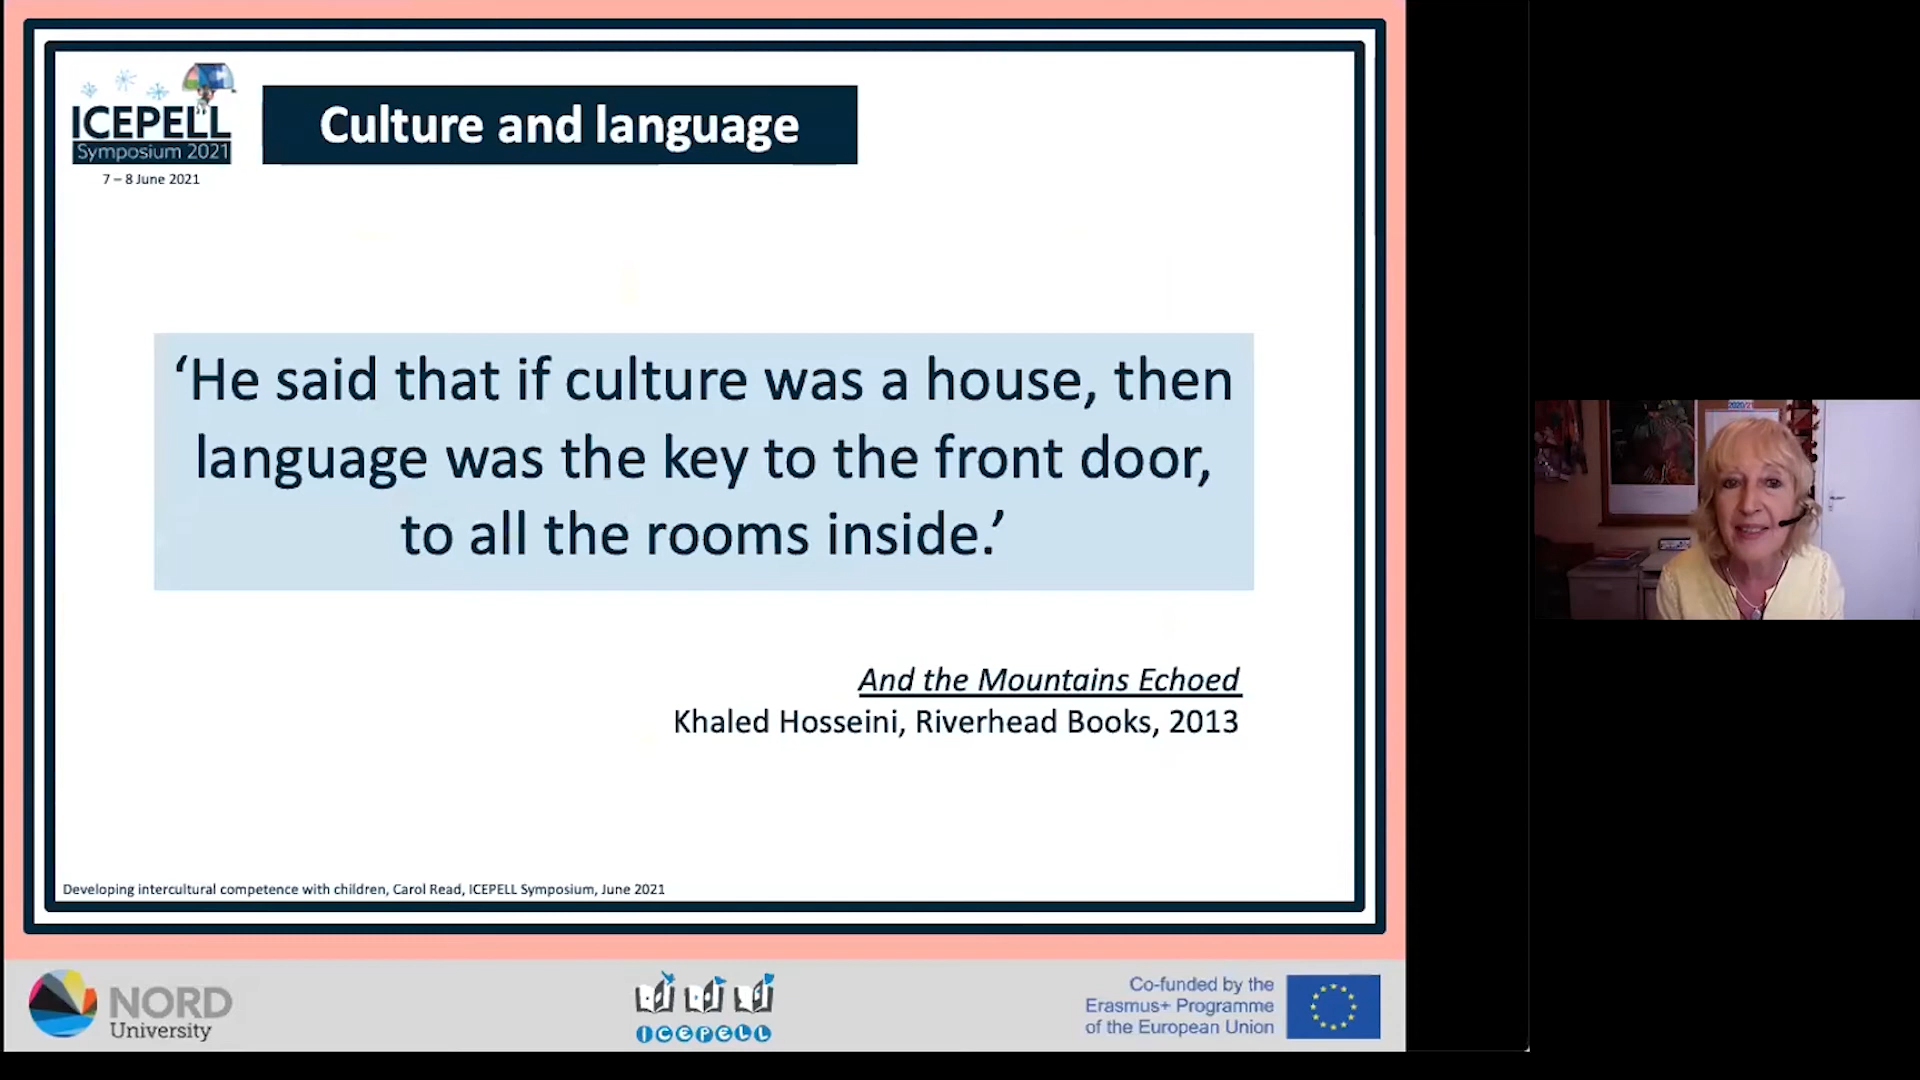 ICEPELL
Symposium 2021
7 – 8 June 2021
Culture and language
‘He said that if culture was a house, then
language was the key to the front door,
to all the rooms inside.’
And the Mountains Echoed
Khaled Hosseini, Riverhead Books, 2013
Developing intercultural competence with children, Carol Read, ICEPELL Symposium, June 2021
NORD
University
ICEPELL
Co-funded by the
Erasmus+ Programme
of the European Union
2020/21